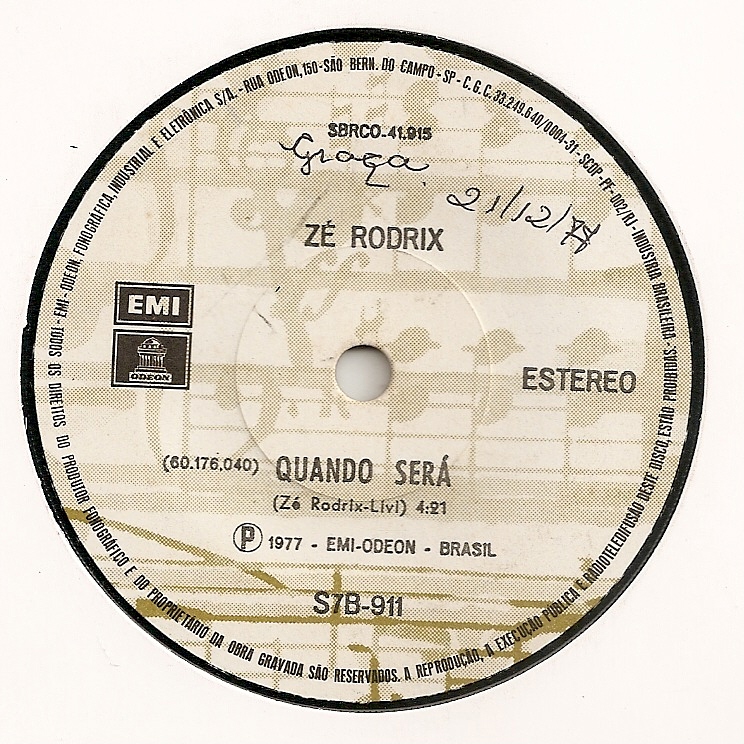 TODOS OS DIREITOS DO PRODUTOR FONOGRÁFICO E DO PROPRIETÁRIO DA OBRA GRAVADA SÃO RESERVADOS. A REPRODUÇÃO, A EXECUÇÃO PÚBLICA E RADIOTELEDIFUSÃO DESTE DISCO, ESTÃO PROIBIDAS - INDÚSTRIA BRASILEIRA
EMI-ODEON, FONOGRÁFICA, INDUSTRIAL E ELETRÔNICA S/A. - RUA ODEON, 150 - SÃO BERN. DO CAMPO - SP - C.G.C. 33.249.640/0004-31 - SCDP-PF-002/RJ -
SBRCO-41.915
Graça.
21/12/77
ZÉ RODRIX
EMI
ODEON
ESTEREO
(60.176,040) QUANDO SERÁ
(Zé Rodrix-Livi) 4:21
Ⓟ 1977 - EMI-ODEON - BRASIL
S7B-911